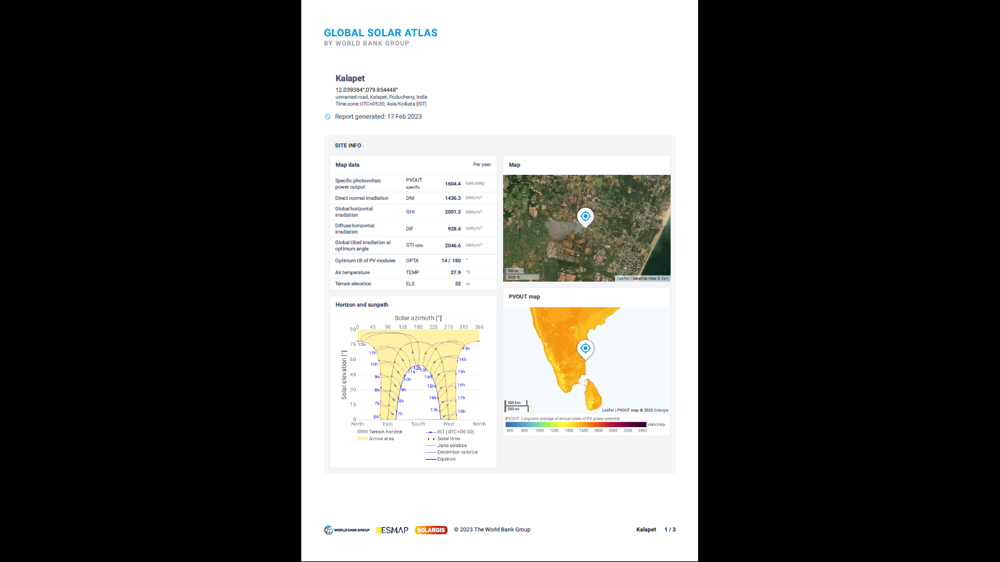 GLOBAL SOLAR ATLAS
BY WORLD BANK GROUP
Kalapet
12.039384°,079.854448°
unnamed road, Kalapet, Puducherry, India
Time zone: UTC+05:30, Asia/Kolkata [IST]
Report generated: 17 Feb 2023
SITE INFO
Map data Per year
Specific photovoltaic
power output PVOUT
specific 1604.4 kWh/kWp
Direct normal irradiation DNI 1436.3 kWh/m²
Global horizontal
irradiation GHI 2001.3 kWh/m²
Diffuse horizontal
irradiation DIF 928.4 kWh/m²
Global tilted irradiation at
optimum angle GTI opta 2046.6 kWh/m²
Optimum tilt of PV modules OPTA 14 / 180 °
Air temperature TEMP 27.9 °C
Terrain elevation ELE 32 m
Map
500 m
3000 ft
Leaflet | Satellite tiles © Esri
Horizon and sunpath
Solar azimuth [°]
0 45 90 135 180 225 270 315 360
Solar elevation [°]
90
75
60
45
30
15
0
12h 13h
11h 14h
10h 15h
9h 16h
8h 17h
7h 18h
6h
12h
11h 13h
10h 14h
9h 15h
8h 16h
7h 17h
North East South West North
Terrain horizon
Active area
IST (UTC+05:30)
Solar time
June solstice
December solstice
Equinox
PVOUT map
300 km
200 mi
Leaflet | PVOUT map © 2023 Solargis
PVOUT: Long-term average of annual totals of PV power potential
kWh/kWp
600 800 1000 1200 1400 1600 1800 2000 2200 2400
WORLD BANK GROUP
ESMAP
SOLARGIS
© 2023 The World Bank Group
Kalapet 1 / 3